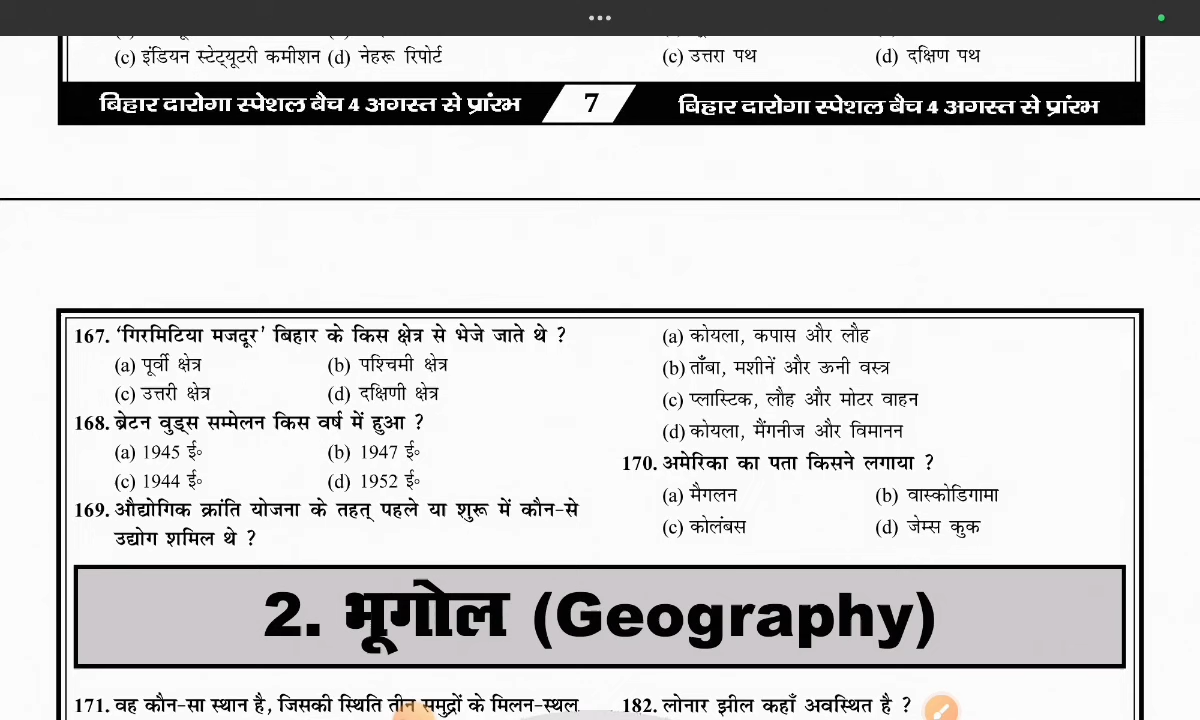 (c) इंडियन स्टेट्यूटरी कमीशन (d) नेहरू रिपोर्ट
(c) उत्तरा पथ (d) दक्षिण पथ
बिहार दारोगा स्पेशल बैच 4 अगस्त से प्रांरभ 7 बिहार दारोगा स्पेशल बैच 4 अगस्त से प्रांरभ
167. ‘गिरमिटिया मजदूर’ बिहार के किस क्षेत्र से भेजे जाते थे ?
(a) पूर्वी क्षेत्र (b) पश्चिमी क्षेत्र
(c) उत्तरी क्षेत्र (d) दक्षिणी क्षेत्र
168. ब्रेटन वुड्स सम्मेलन किस वर्ष में हुआ ?
(a) 1945 ई॰ (b) 1947 ई॰
(c) 1944 ई॰ (d) 1952 ई॰
169. औद्योगिक क्रांति योजना के तहत् पहले या शुरू में कौन-से
उद्योग शमिल थे ?
(a) कोयला, कपास और लौह
(b) ताँबा, मशीनें और ऊनी वस्त्र
(c) प्लास्टिक, लौह और मोटर वाहन
(d) कोयला, मैंगनीज और विमानन
170. अमेरिका का पता किसने लगाया ?
(a) मैगलन (b) वास्कोडिगामा
(c) कोलंबस (d) जेम्स कुक
2. भूगोल (Geography)
171. वह कौन-सा स्थान है, जिसकी स्थिति तीन समुद्रों के मिलन-स्थल
182. लोनार झील कहाँ अवस्थित है ?